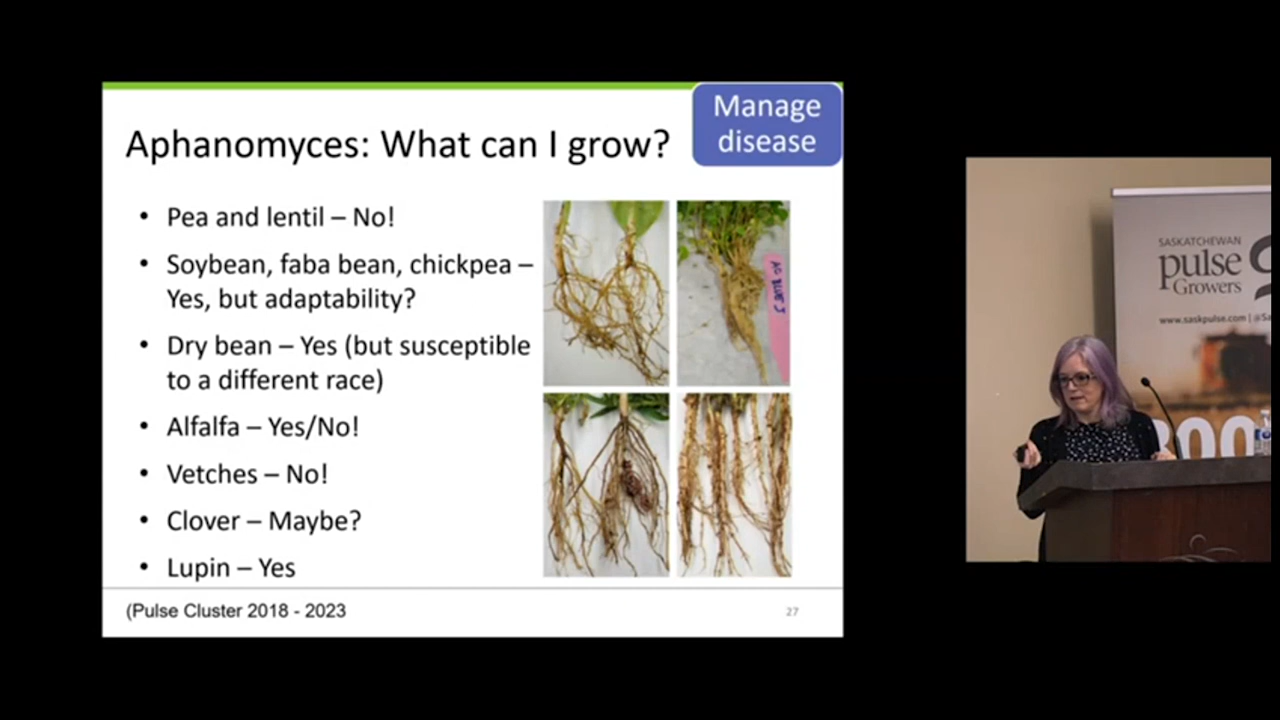 Manage
disease
Aphanomyces: What can I grow?
• Pea and lentil – No!
• Soybean, faba bean, chickpea –
Yes, but adaptability?
• Dry bean – Yes (but susceptible
to a different race)
• Alfalfa – Yes/No!
• Vetches – No!
• Clover – Maybe?
• Lupin – Yes
(Pulse Cluster 2018 - 2023
27
SASKATCHEWAN
pulse
Growers
www.saskpulse.com | @Sa